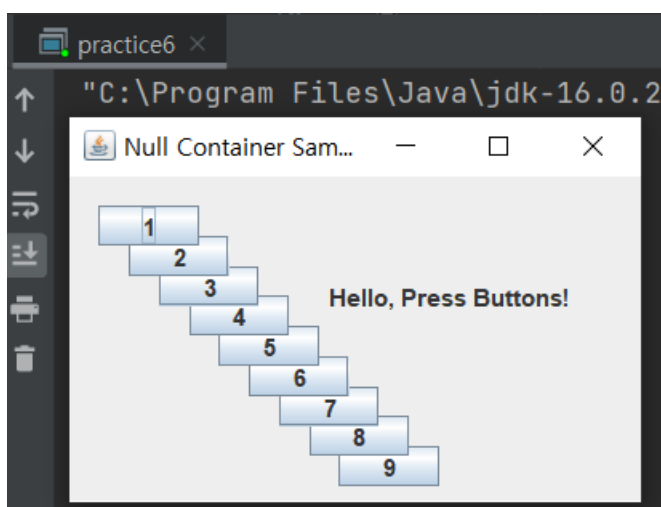 practice6
"C:\Program Files\Java\jdk-16.0.2
Null Container Sam...
1
2
3
Hello, Press Buttons!
4
5
6
7
8
9